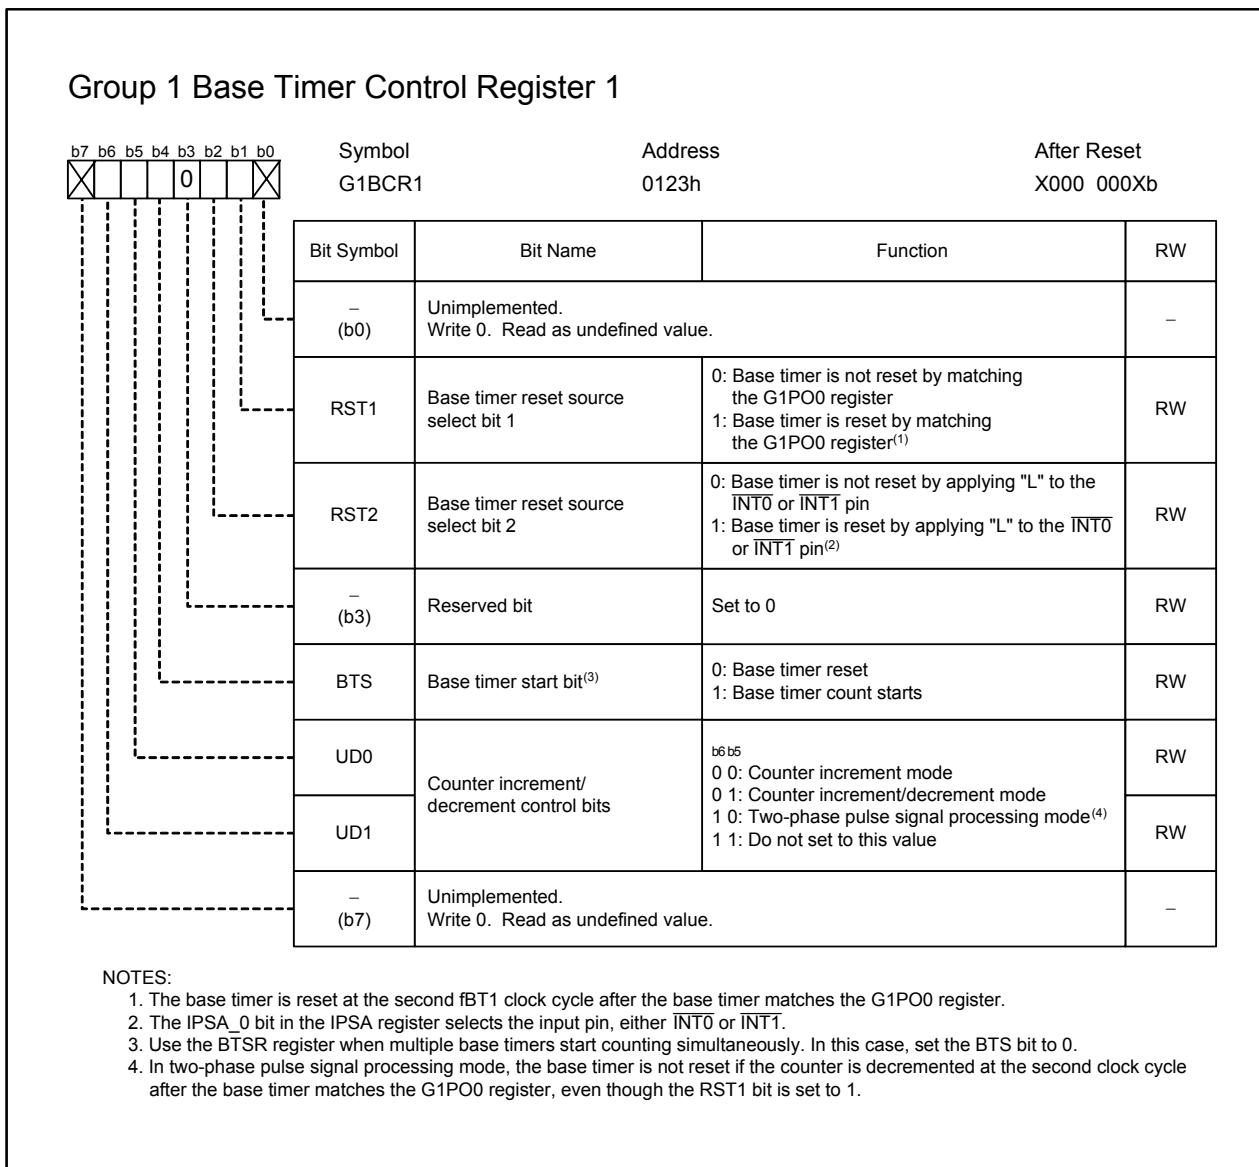 Group 1 Base Timer Control Register 1
b7 b6 b5 b4 b3 b2 b1 b0
0
Symbol Address After Reset
G1BCR1 0123h X000 000Xb
Bit Symbol Bit Name Function RW
–
(b0)
Unimplemented.
Write 0. Read as undefined value.
–
RST1
Base timer reset source
select bit 1
0: Base timer is not reset by matching
the G1PO0 register
1: Base timer is reset by matching
the G1PO0 register(1)
RW
RST2
Base timer reset source
select bit 2
0: Base timer is not reset by applying "L" to the
INT0 or INT1 pin
1: Base timer is reset by applying "L" to the INT0
or INT1 pin(2)
RW
–
(b3)
Reserved bit
Set to 0
RW
BTS
Base timer start bit(3)
0: Base timer reset
1: Base timer count starts
RW
UD0
UD1
Counter increment/
decrement control bits
b6 b5
0 0: Counter increment mode
0 1: Counter increment/decrement mode
1 0: Two-phase pulse signal processing mode(4)
1 1: Do not set to this value
RW
RW
–
(b7)
Unimplemented.
Write 0. Read as undefined value.
–
NOTES:
1. The base timer is reset at the second fBT1 clock cycle after the base timer matches the G1PO0 register.
2. The IPSA_0 bit in the IPSA register selects the input pin, either INT0 or INT1.
3. Use the BTSR register when multiple base timers start counting simultaneously. In this case, set the BTS bit to 0.
4. In two-phase pulse signal processing mode, the base timer is not reset if the counter is decremented at the second clock cycle
after the base timer matches the G1PO0 register, even though the RST1 bit is set to 1.